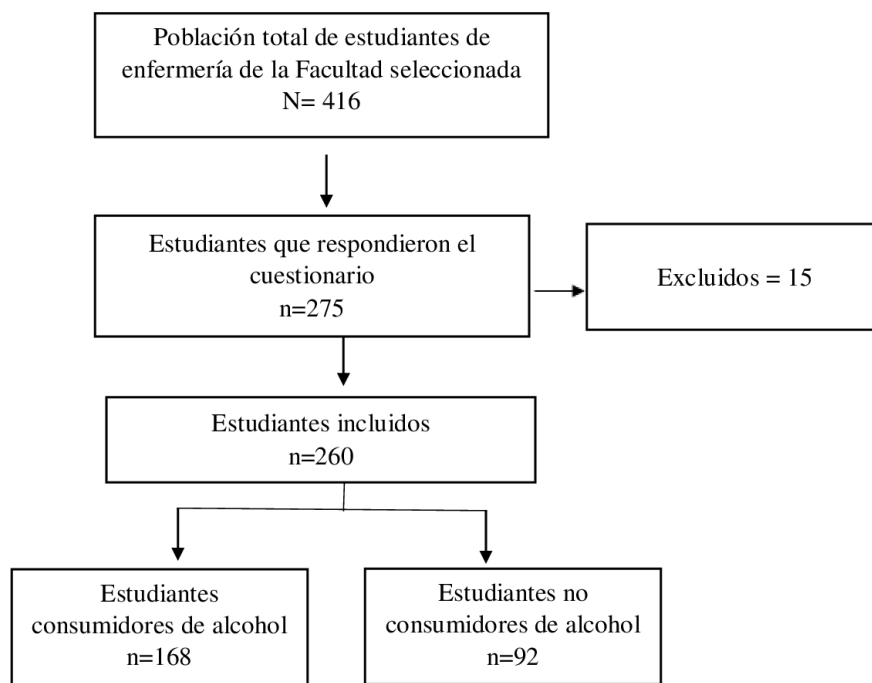 Población total de estudiantes de
enfermería de la Facultad seleccionada
N= 416
Estudiantes que respondieron el
cuestionario
n=275
Excluidos = 15
Estudiantes incluidos
n=260
Estudiantes
consumidores de alcohol
n=168
Estudiantes no
consumidores de alcohol
n=92